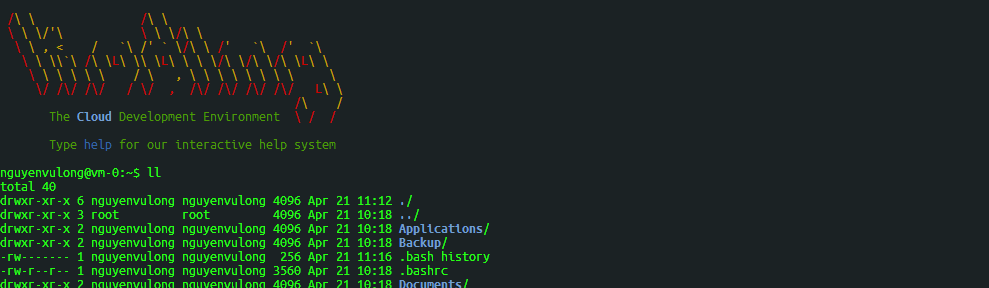 The Cloud Development Environment
Type help for our interactive help system
nguyenvulong@vm-0:~$ ll
total 40
drwxr-xr-x 6 nguyenvulong nguyenvulong 4096 Apr 21 11:12 ./
drwxr-xr-x 3 root         root         4096 Apr 21 10:18 ../
drwxr-xr-x 2 nguyenvulong nguyenvulong 4096 Apr 21 10:18 Applications/
drwxr-xr-x 2 nguyenvulong nguyenvulong 4096 Apr 21 10:18 Backup/
-rw------- 1 nguyenvulong nguyenvulong  256 Apr 21 11:16 .bash history
-rw-r--r-- 1 nguyenvulong nguyenvulong 3560 Apr 21 10:18 .bashrc
drwxr-xr-x 2 nguyenvulong nguyenvulong 4096 Apr 21 10:18 Documents/